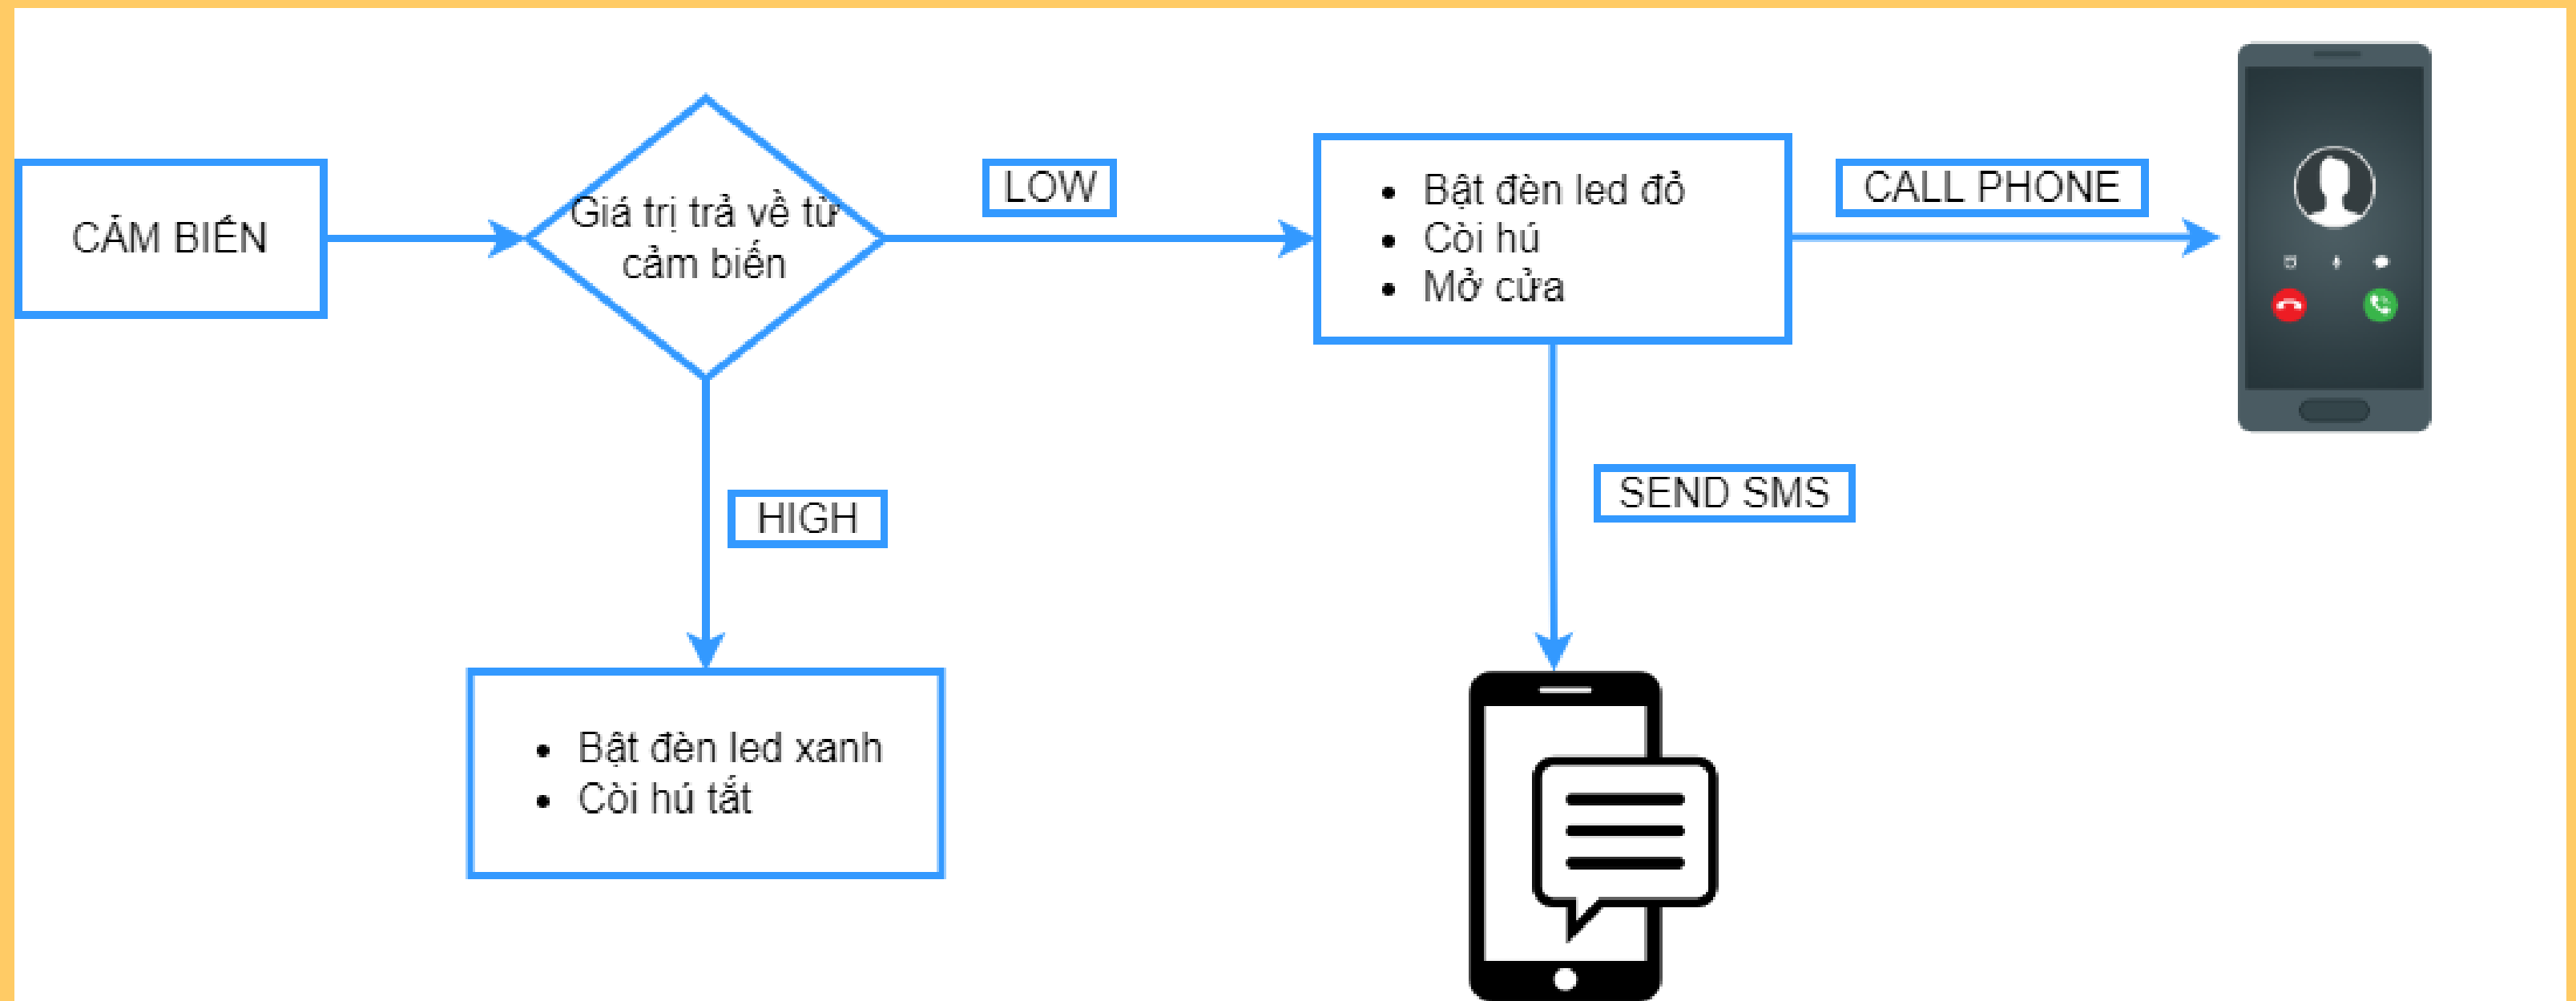 CẢM BIẾN
Giá trị trả về từ
cảm biến
LOW
• Bật đèn led đỏ
• Còi hú
• Mở cửa
CALL PHONE
HIGH
SEND SMS
• Bật đèn led xanh
• Còi hú tắt